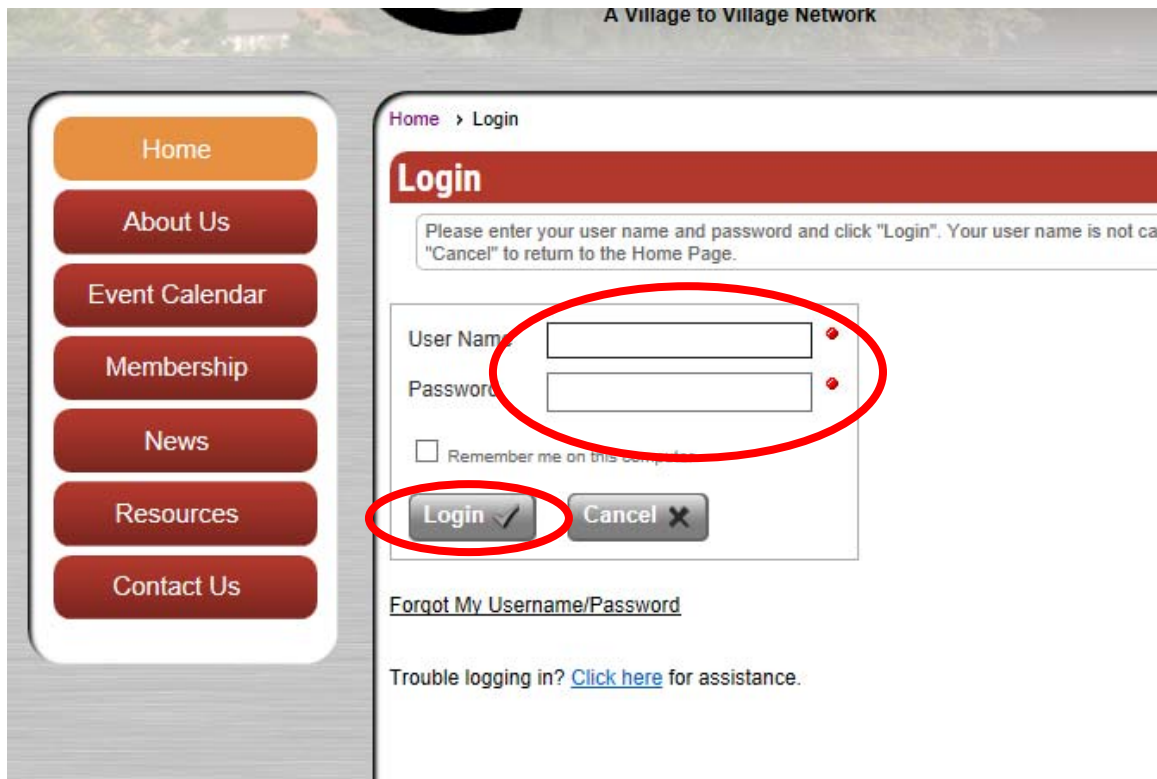 A Village to Village Network
Home
About Us
Event Calendar
Membership
News
Resources
Contact Us
Home › Login
Login
Please enter your user name and password and click "Login". Your user name is not ca
"Cancel" to return to the Home Page.
User Name
Password
Remember me on this computer
Login
Cancel
Forgot My Username/Password
Trouble logging in? Click here for assistance.